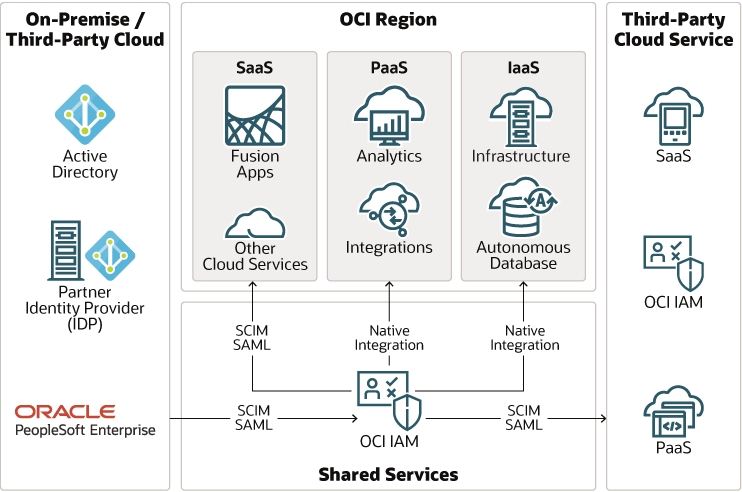 On-Premise /
Third-Party Cloud
Active
Directory
Partner
Identity Provider
(IDP)
ORACLE
PeopleSoft Enterprise
OCI Region
SaaS
Fusion
Apps
Other
Cloud Services
PaaS
Analytics
Integrations
IaaS
Infrastructure
A
Autonomous
Database
SCIM
SAML
Native
Integration
Native
Integration
SCIM
SAML
OCI IAM
SCIM
SAML
Shared Services
Third-Party
Cloud Service
SaaS
OCI IAM
</>
PaaS